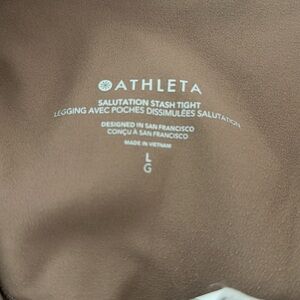 ATHLETA
SALUTATION STASH TIGHT
LEGGING AVEC POCHES DISSIMULÉES SALUTATION
DESIGNED IN SAN FRANCISCO
CONÇU À SAN FRANCISCO
MADE IN VIETNAM
L
G